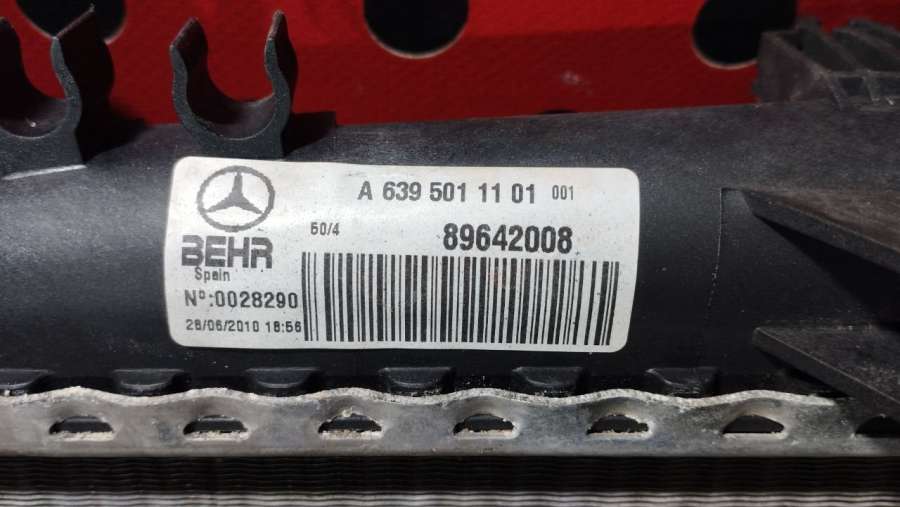 A 639 501 11 01 001
50/4 89642008
BEHR
Spain
Nº:0028290
28/06/2010 18:56